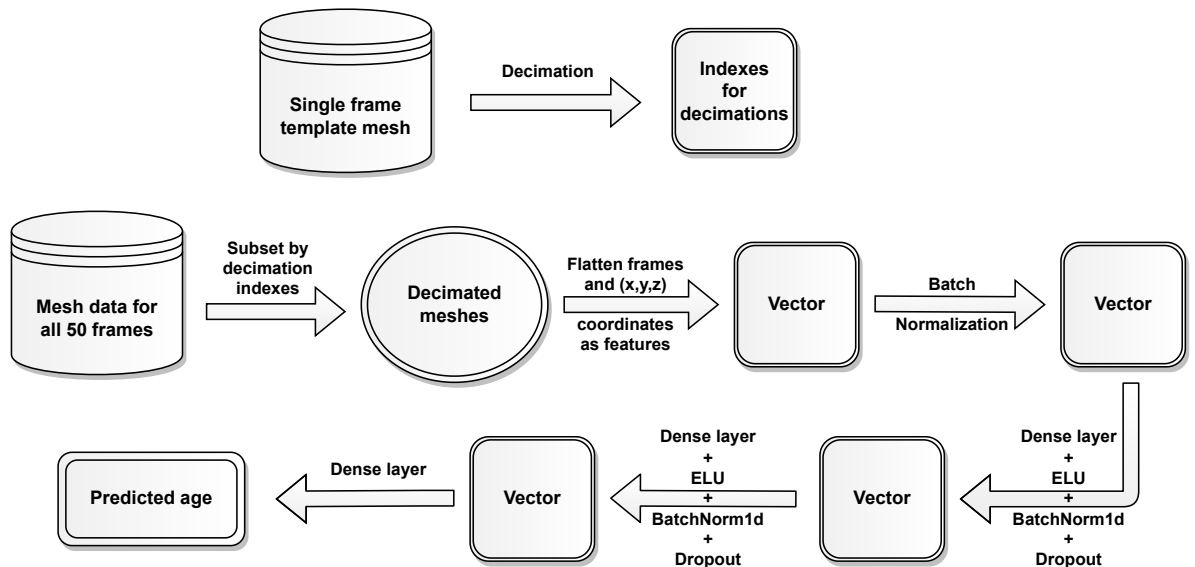 Single frame
template mesh
Decimation
Indexes
for
decimations
Mesh data for
all 50 frames
Subset by
decimation
indexes
Decimated
meshes
Flatten frames
and (x,y,z)
coordinates
as features
Vector
Batch
Normalization
Vector
Dense layer
+
ELU
+
BatchNorm1d
+
Dropout
Vector
Dense layer
+
ELU
+
BatchNorm1d
+
Dropout
Vector
Dense layer
Predicted age